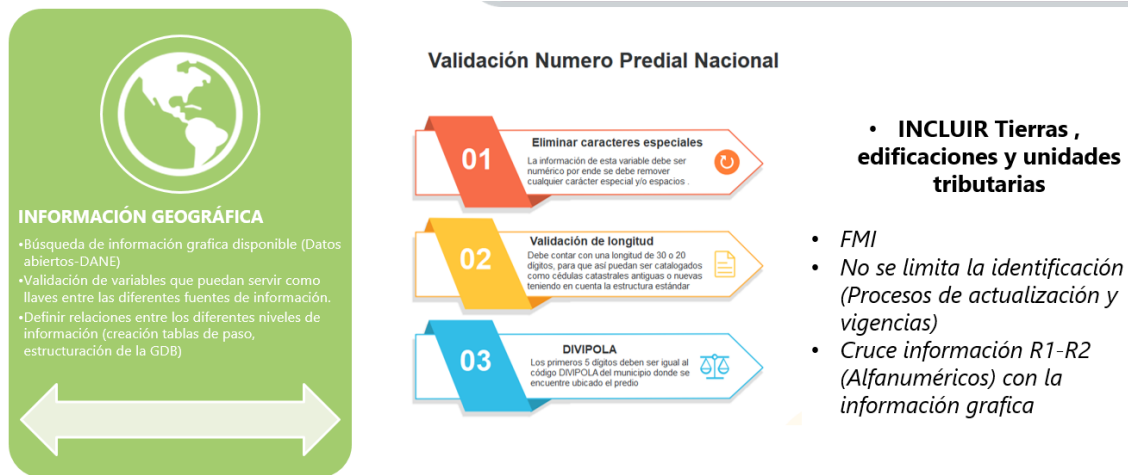 INFORMACIÓN GEOGRÁFICA
•Búsqueda de información grafica disponible (Datos
abiertos-DANE)
•Validación de variables que puedan servir como
llaves entre las diferentes fuentes de información.
•Definir relaciones entre los diferentes niveles de
información (creación tablas de paso,
estructuración de la GDB)
Validación Numero Predial Nacional
01
Eliminar caracteres especiales
La información de esta variable debe ser
numérico por ende se debe remover
cualquier carácter especial y/o espacios .
02
Validación de longitud
Debe contar con una longitud de 30 o 20
dígitos, para que así puedan ser catalogados
como cédulas catastrales antiguas o nuevas
teniendo en cuenta la estructura estándar
03
DIVIPOLA
Los primeros 5 dígitos deben ser igual al
código DIVIPOLA del municipio donde se
encuentre ubicado el predio
• INCLUIR Tierras ,
edificaciones y unidades
tributarias
• FMI
• No se limita la identificación
(Procesos de actualización y
vigencias)
• Cruce información R1-R2
(Alfanuméricos) con la
información grafica